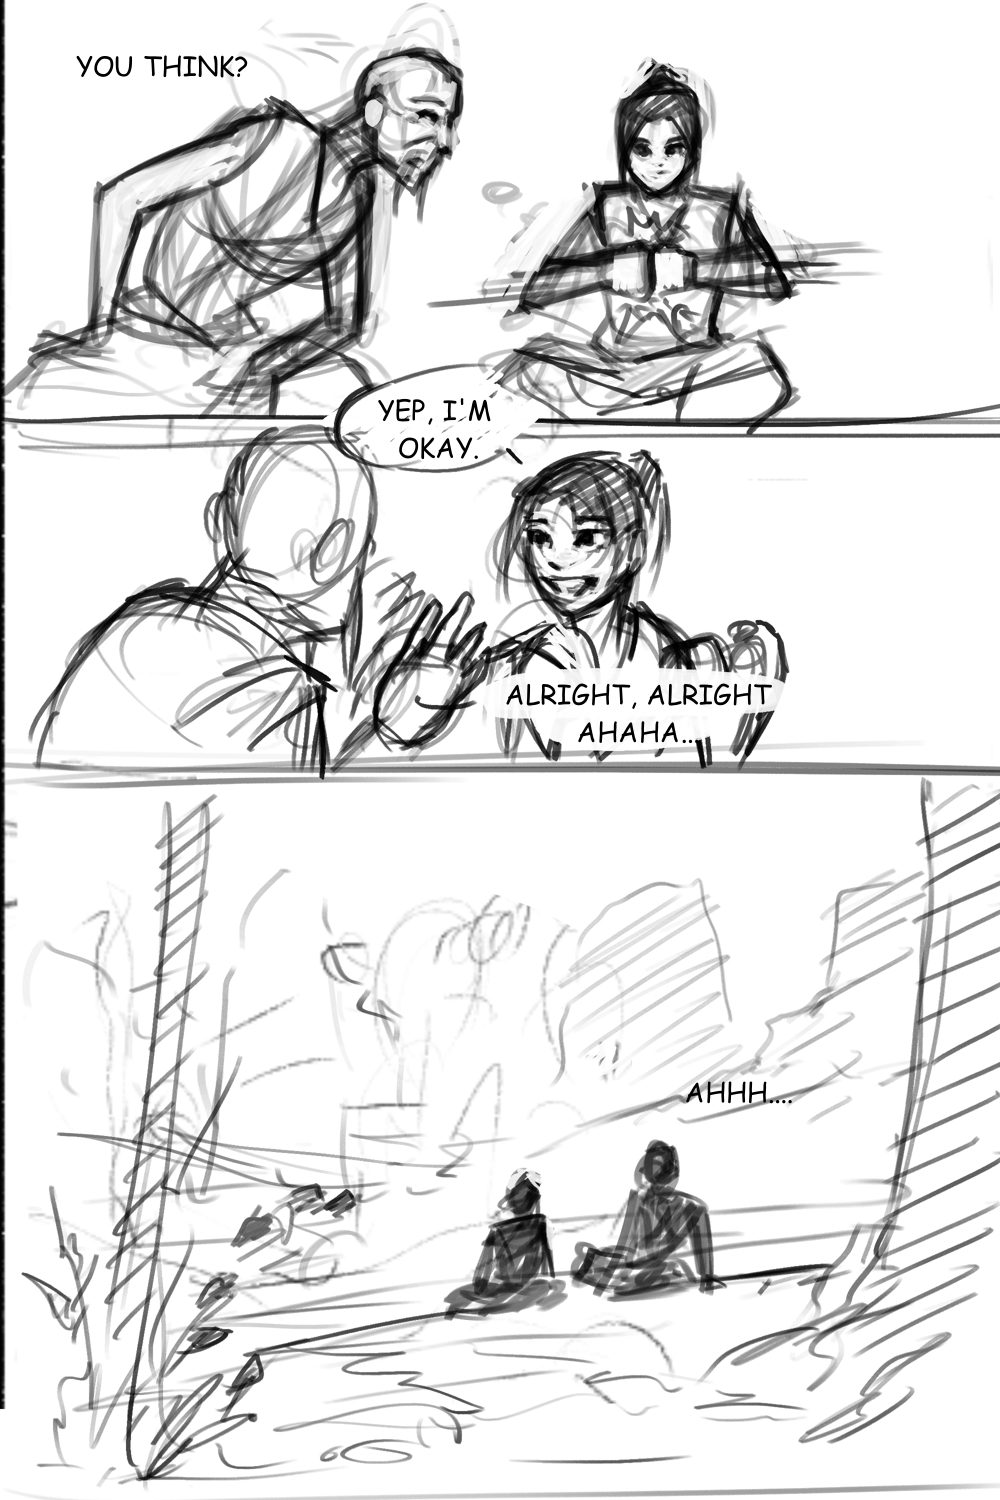 YOU THINK?
YEP, I'M
OKAY.
ALRIGHT, ALRIGHT
AHAHA...
AHHH....